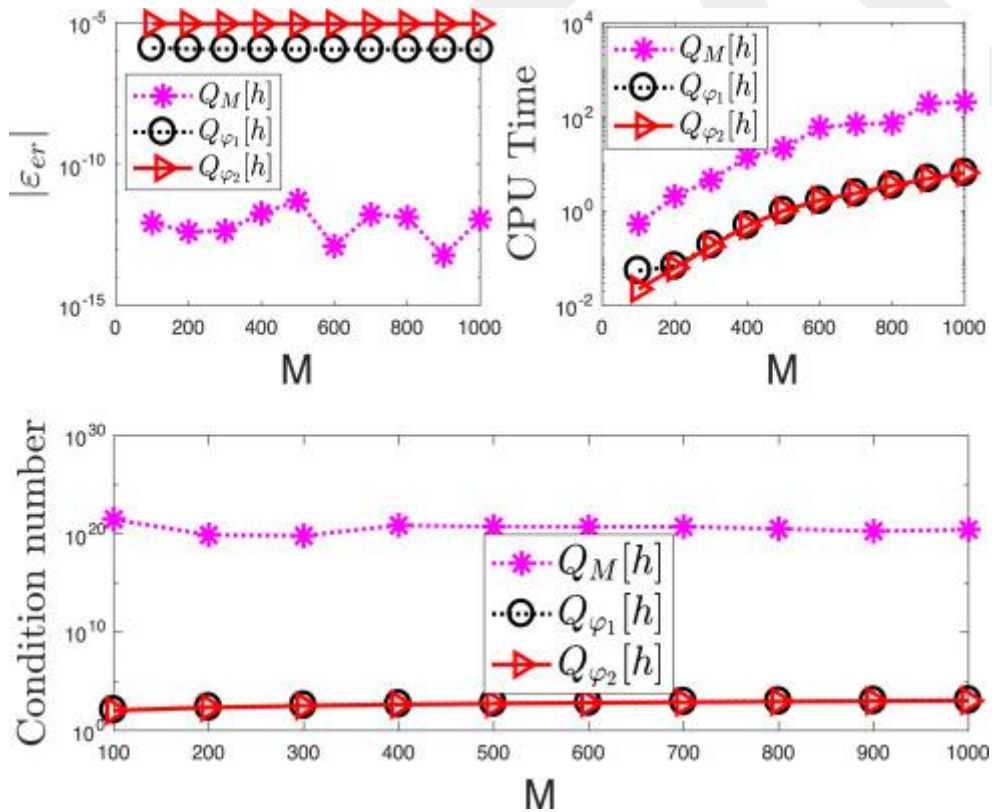 10^-5
10^-10
10^-15
|ε_er|
Q_M[h]
Q_φ1[h]
Q_φ2[h]
0 200 400 600 800 1000
M
10^4
10^2
10^0
10^-2
CPU Time
Q_M[h]
Q_φ1[h]
Q_φ2[h]
0 200 400 600 800 1000
M
10^30
10^20
10^10
10^0
Condition number
Q_M[h]
Q_φ1[h]
Q_φ2[h]
100 200 300 400 500 600 700 800 900 1000
M